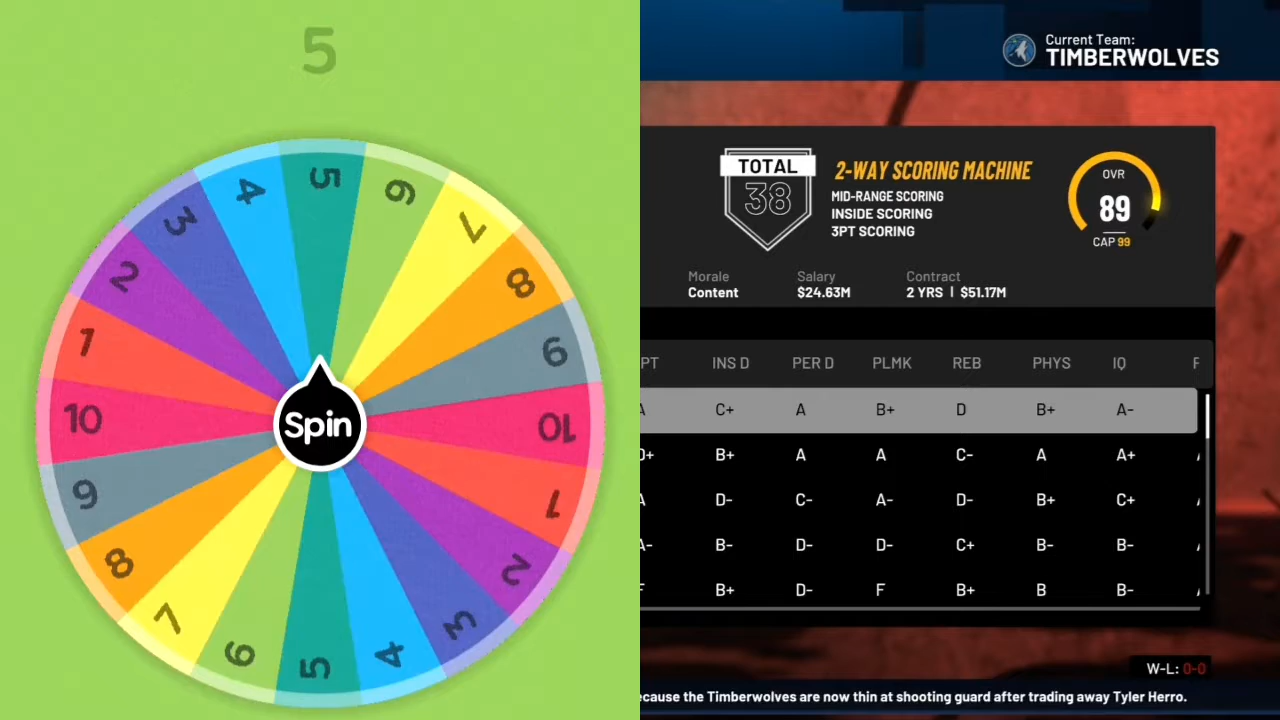 5
5
6
7
8
9
10
1
2
3
4
5
6
7
8
9
10
1
2
3
4
Spin
Current Team:
TIMBERWOLVES
TOTAL
38
2-WAY SCORING MACHINE
MID-RANGE SCORING
INSIDE SCORING
3PT SCORING
OVR
89
CAP 99
Morale Salary Contract
Content $24.63M 2 YRS | $51.17M
PT INS D PER D PLMK REB PHYS IQ
C+ A B+ D B+ A-
D+ B+ A A C- A A+
D- C- A- D- B+ C+
A- B- D- D- C+ B- B-
B+ D- F B+ B B-
W-L: 0-0
ecause the Timberwolves are now thin at shooting guard after trading away Tyler Herro.